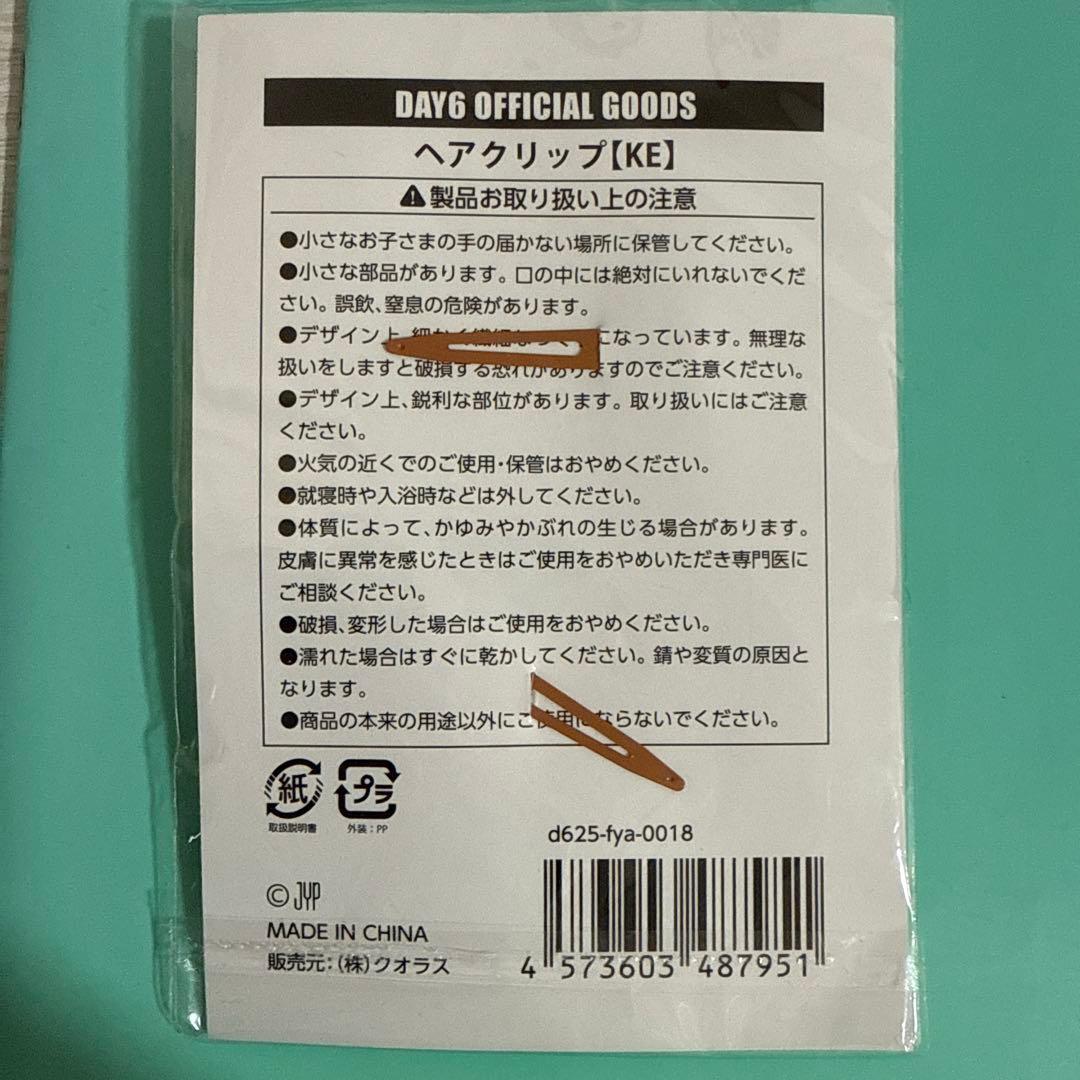 DAY6 OFFICIAL GOODS
ヘアクリップ【KE】
⚠製品お取り扱い上の注意
●小さなお子さまの手の届かない場所に保管してください。
●小さな部品があります。口の中には絶対にいれないでくだ
さい。誤飲、窒息の危険があります。
●デザイン上、細かく繊細なつくりになっています。無理な
扱いをしますと破損する恐れがありますのでご注意ください。
●デザイン上、鋭利な部位があります。取り扱いにはご注意
ください。
●火気の近くでのご使用・保管はおやめください。
●就寝時や入浴時などは外してください。
●体質によって、かゆみやかぶれの生じる場合があります。
皮膚に異常を感じたときはご使用をおやめいただき専門医に
ご相談ください。
●破損、変形した場合はご使用をおやめください。
●濡れた場合はすぐに乾かしてください。錆や変質の原因と
なります。
●商品の本来の用途以外にご使用にならないでください。
紙 プラ
取扱説明書 外装：PP
d625-fya-0018
© JYP
MADE IN CHINA
販売元：（株）クオラス
4 573603 487951